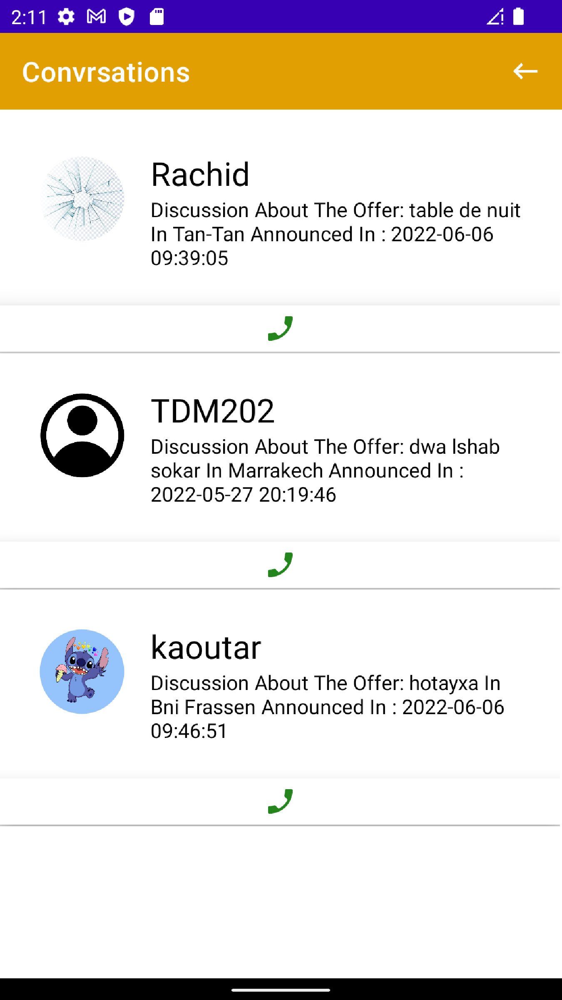 2:11
Convrsations
Rachid
Discussion About The Offer: table de nuit
In Tan-Tan Announced In : 2022-06-06
09:39:05
TDM202
Discussion About The Offer: dwa lshab
sokar In Marrakech Announced In :
2022-05-27 20:19:46
kaoutar
Discussion About The Offer: hotayxa In
Bni Frassen Announced In : 2022-06-06
09:46:51